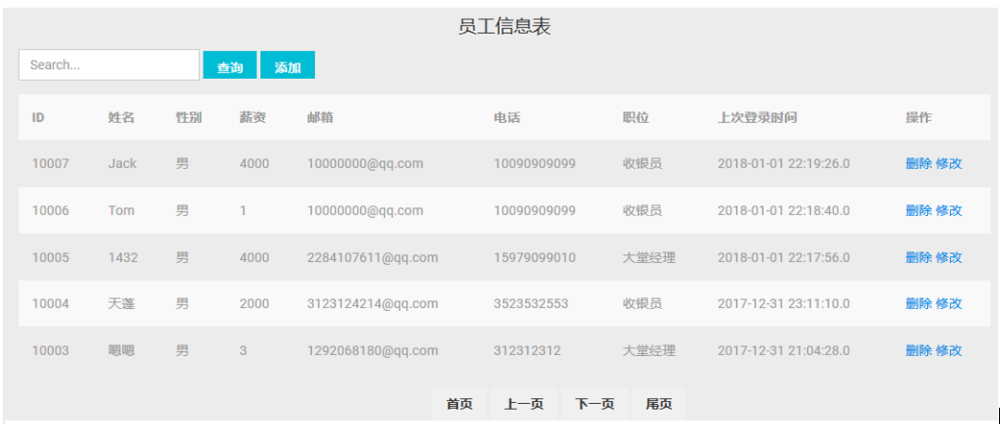 员工信息表
Search... 查询 添加
ID 姓名 性别 薪资 邮箱 电话 职位 上次登录时间 操作
10007 Jack 男 4000 10000000@qq.com 10090909099 收银员 2018-01-01 22:19:26.0 删除 修改
10006 Tom 男 1 10000000@qq.com 10090909099 收银员 2018-01-01 22:18:40.0 删除 修改
10005 1432 男 4000 2284107611@qq.com 15979099010 大堂经理 2018-01-01 22:17:56.0 删除 修改
10004 天蓬 男 2000 3123124214@qq.com 3523532553 收银员 2017-12-31 23:11:10.0 删除 修改
10003 嗯嗯 男 3 1292068180@qq.com 312312312 大堂经理 2017-12-31 21:04:28.0 删除 修改
首页 上一页 下一页 尾页